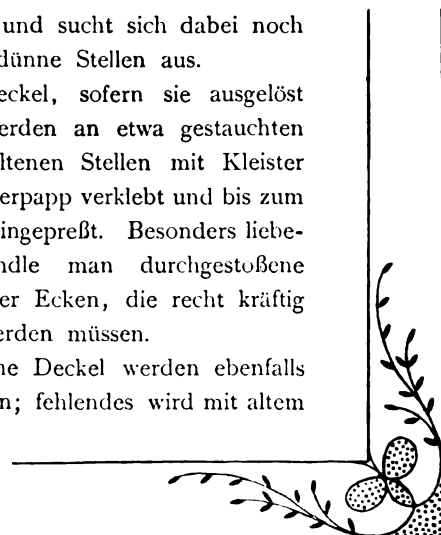 und sucht sich dabei noch
dünne Stellen aus.
eckel, sofern sie ausgelöst
erden an etwa gestauchten
ltenen Stellen mit Kleister
erpapp verklebt und bis zum
ingepreßt. Besonders liebe-
ndle man durchgestoßene
er Ecken, die recht kräftig
erden müssen.
ne Deckel werden ebenfalls
n; fehlendes wird mit altem